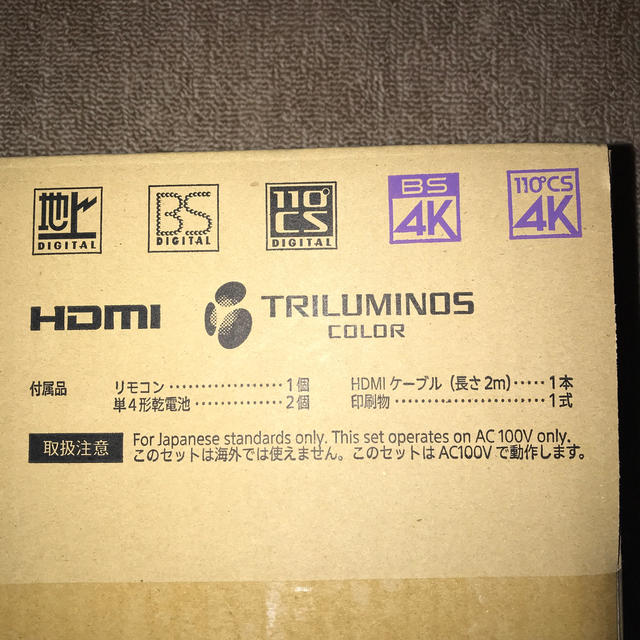 地上 BS 110°CS BS 110°CS
DIGITAL DIGITAL DIGITAL 4K 4K
HDMI TRILUMINOS
COLOR
付属品 リモコン・・・・・・・・・・・・・・・・・・1個 HDMIケーブル（長さ2m）・・・・・1本
単4形乾電池・・・・・・・・・・・・・・2個 印刷物・・・・・・・・・・・・・・・・・・・・・・・・1式
取扱注意 For Japanese standards only. This set operates on AC 100V only.
このセットは海外では使えません。このセットはAC100Vで動作します。